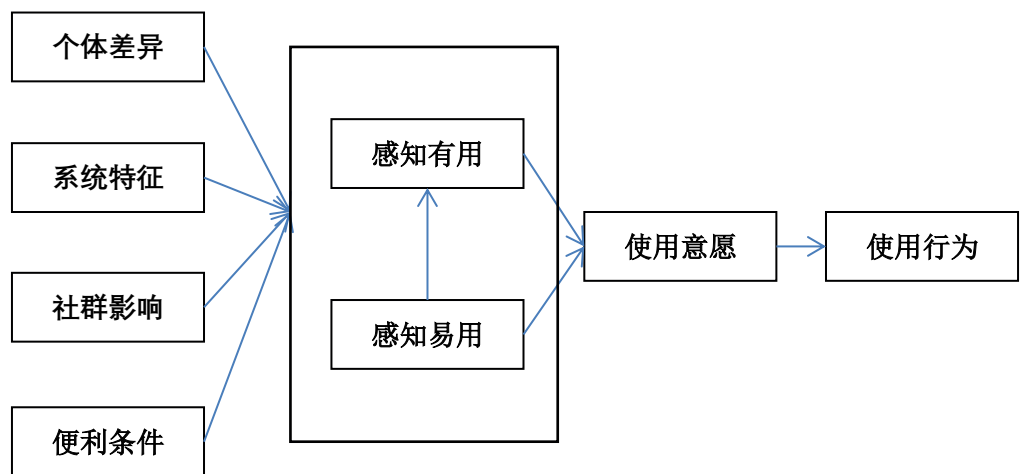 个体差异
系统特征
社群影响
便利条件
感知有用
感知易用
使用意愿
使用行为